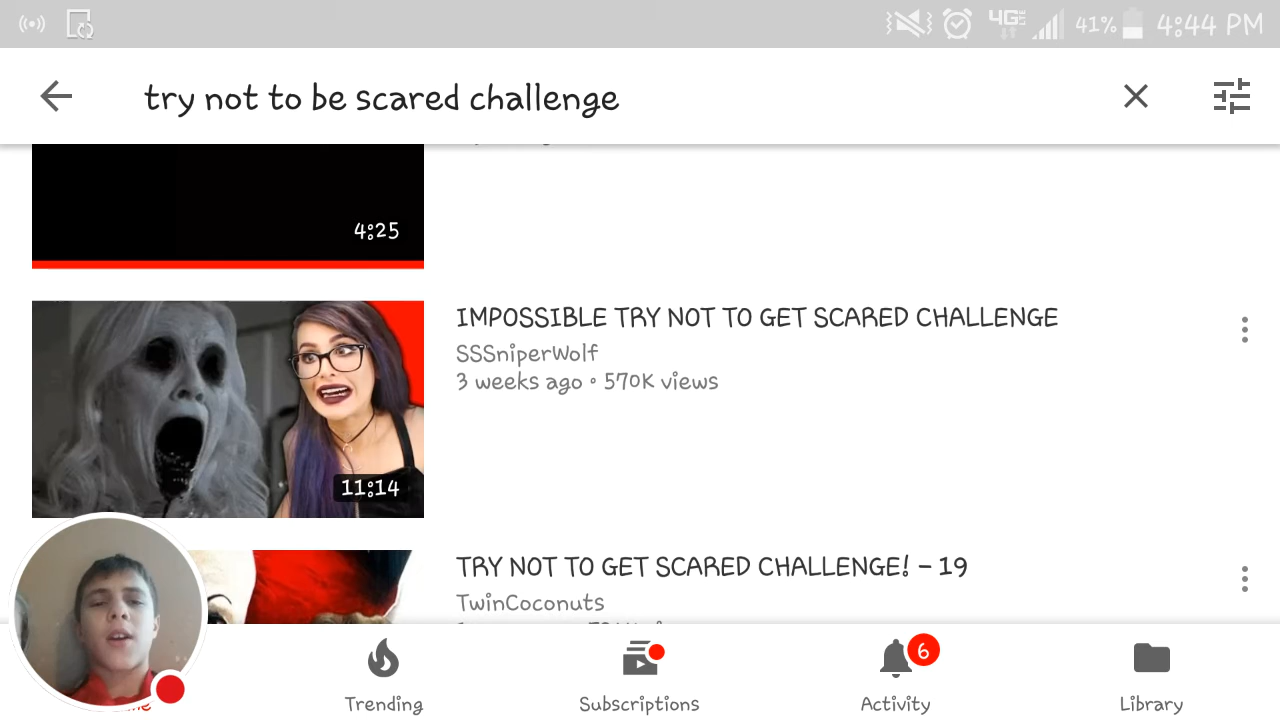 4G LTE 41% 4:44 PM
try not to be scared challenge
4:25
IMPOSSIBLE TRY NOT TO GET SCARED CHALLENGE
SSSniperWolf
3 weeks ago • 570K views
11:14
TRY NOT TO GET SCARED CHALLENGE! - 19
TwinCoconuts
Trending
Subscriptions
6
Activity
Library